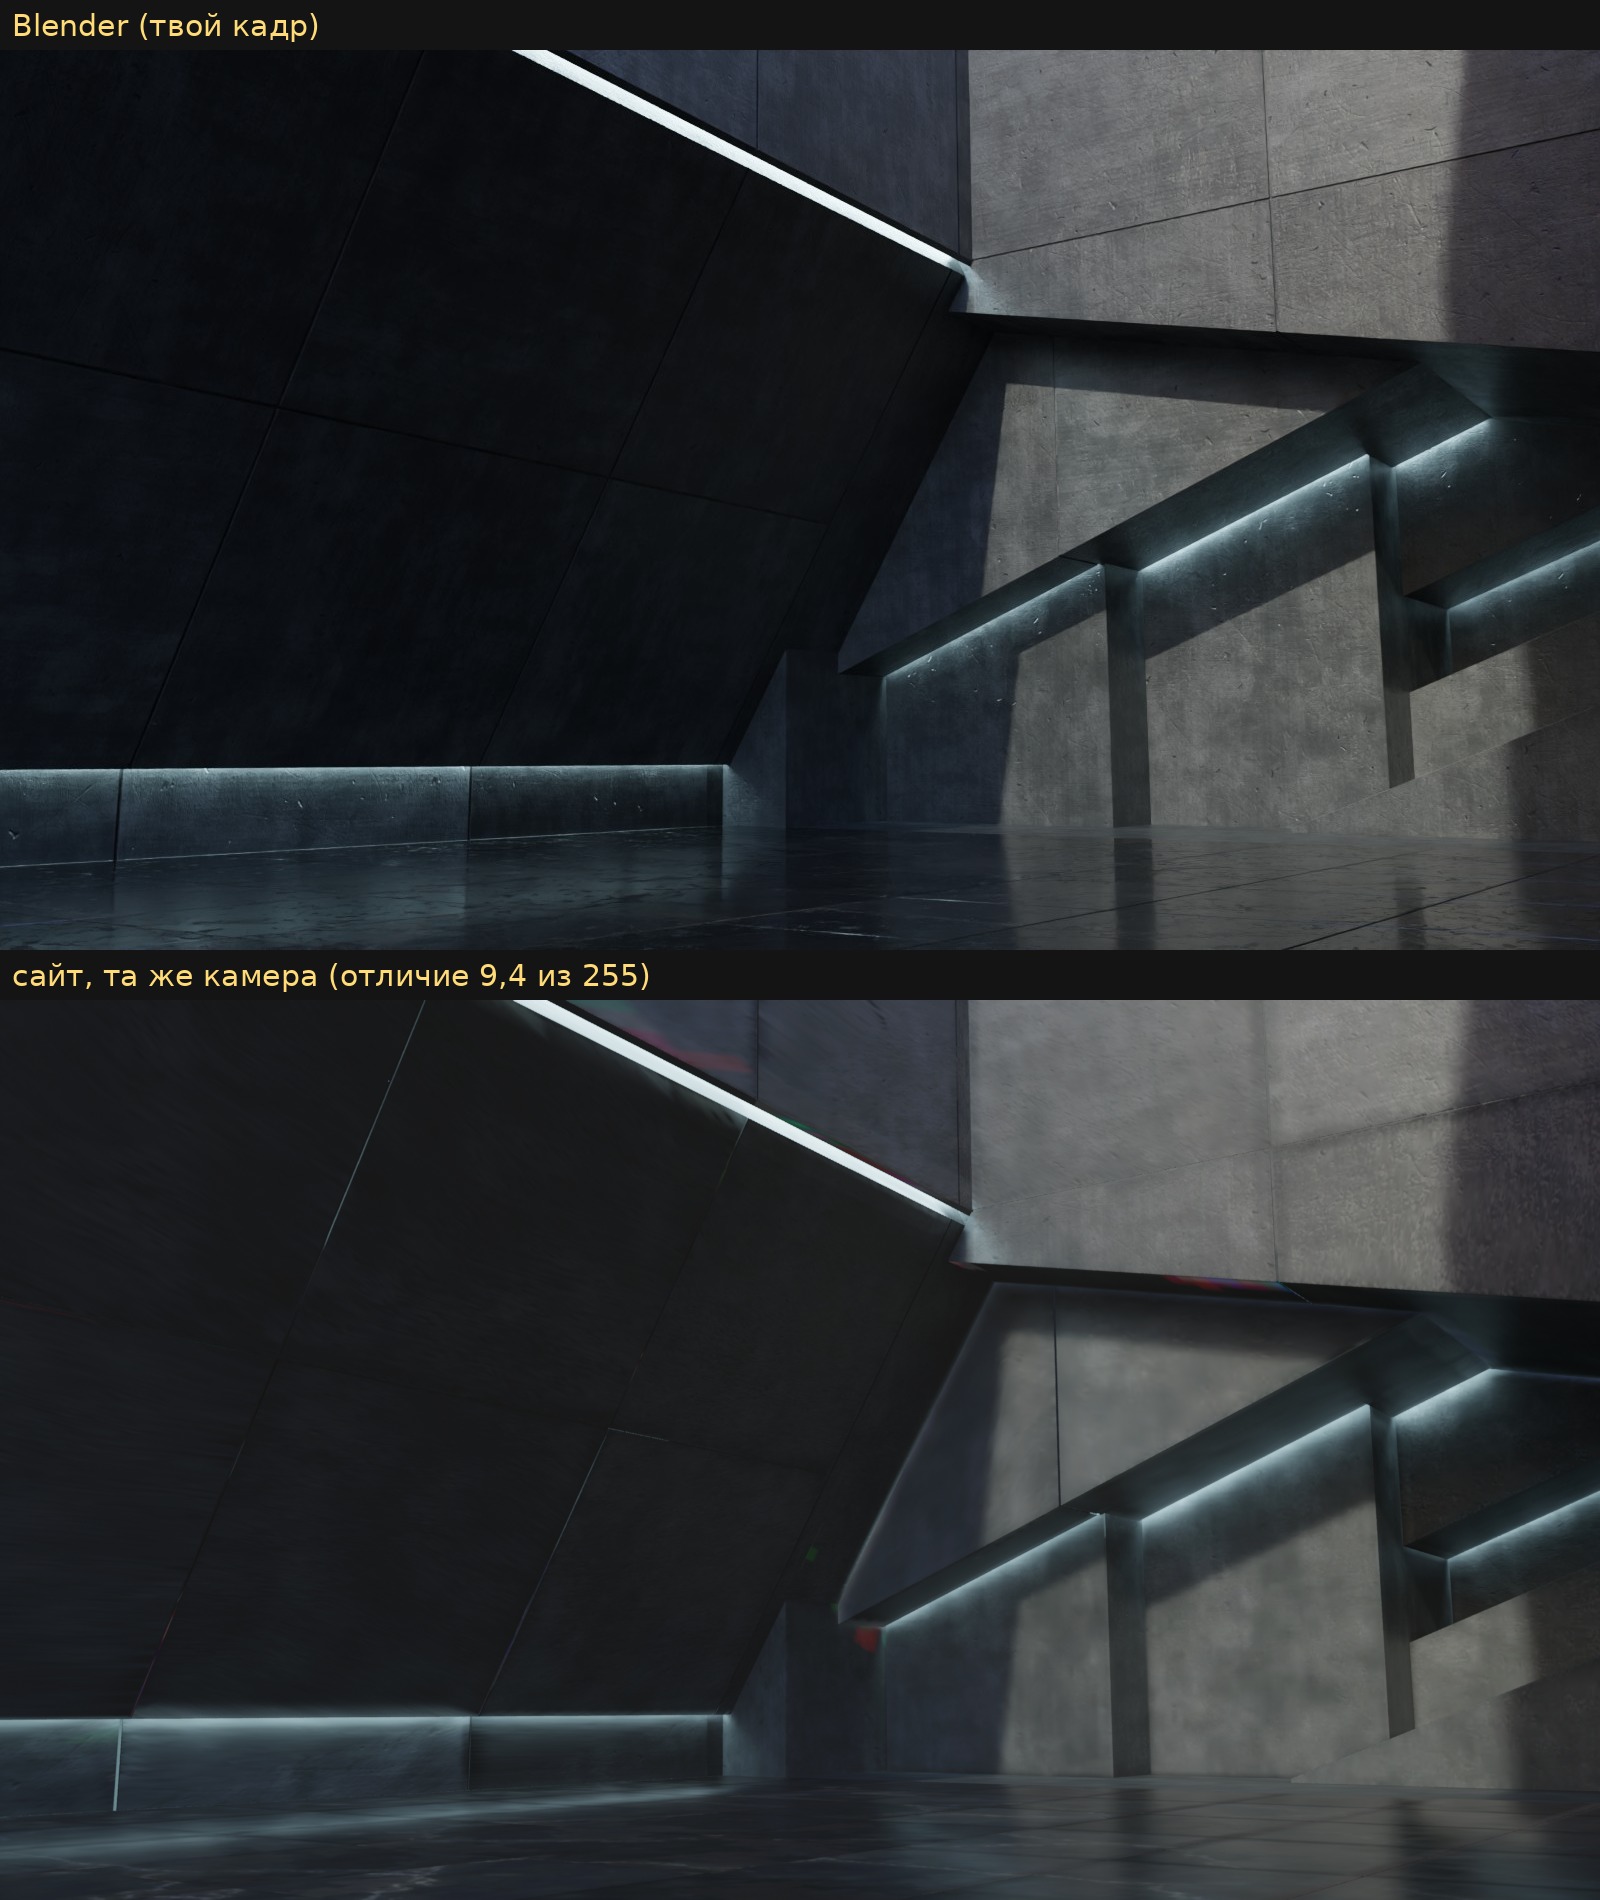 Blender (твой кадр)
сайт, та же камера (отличие 9,4 из 255)